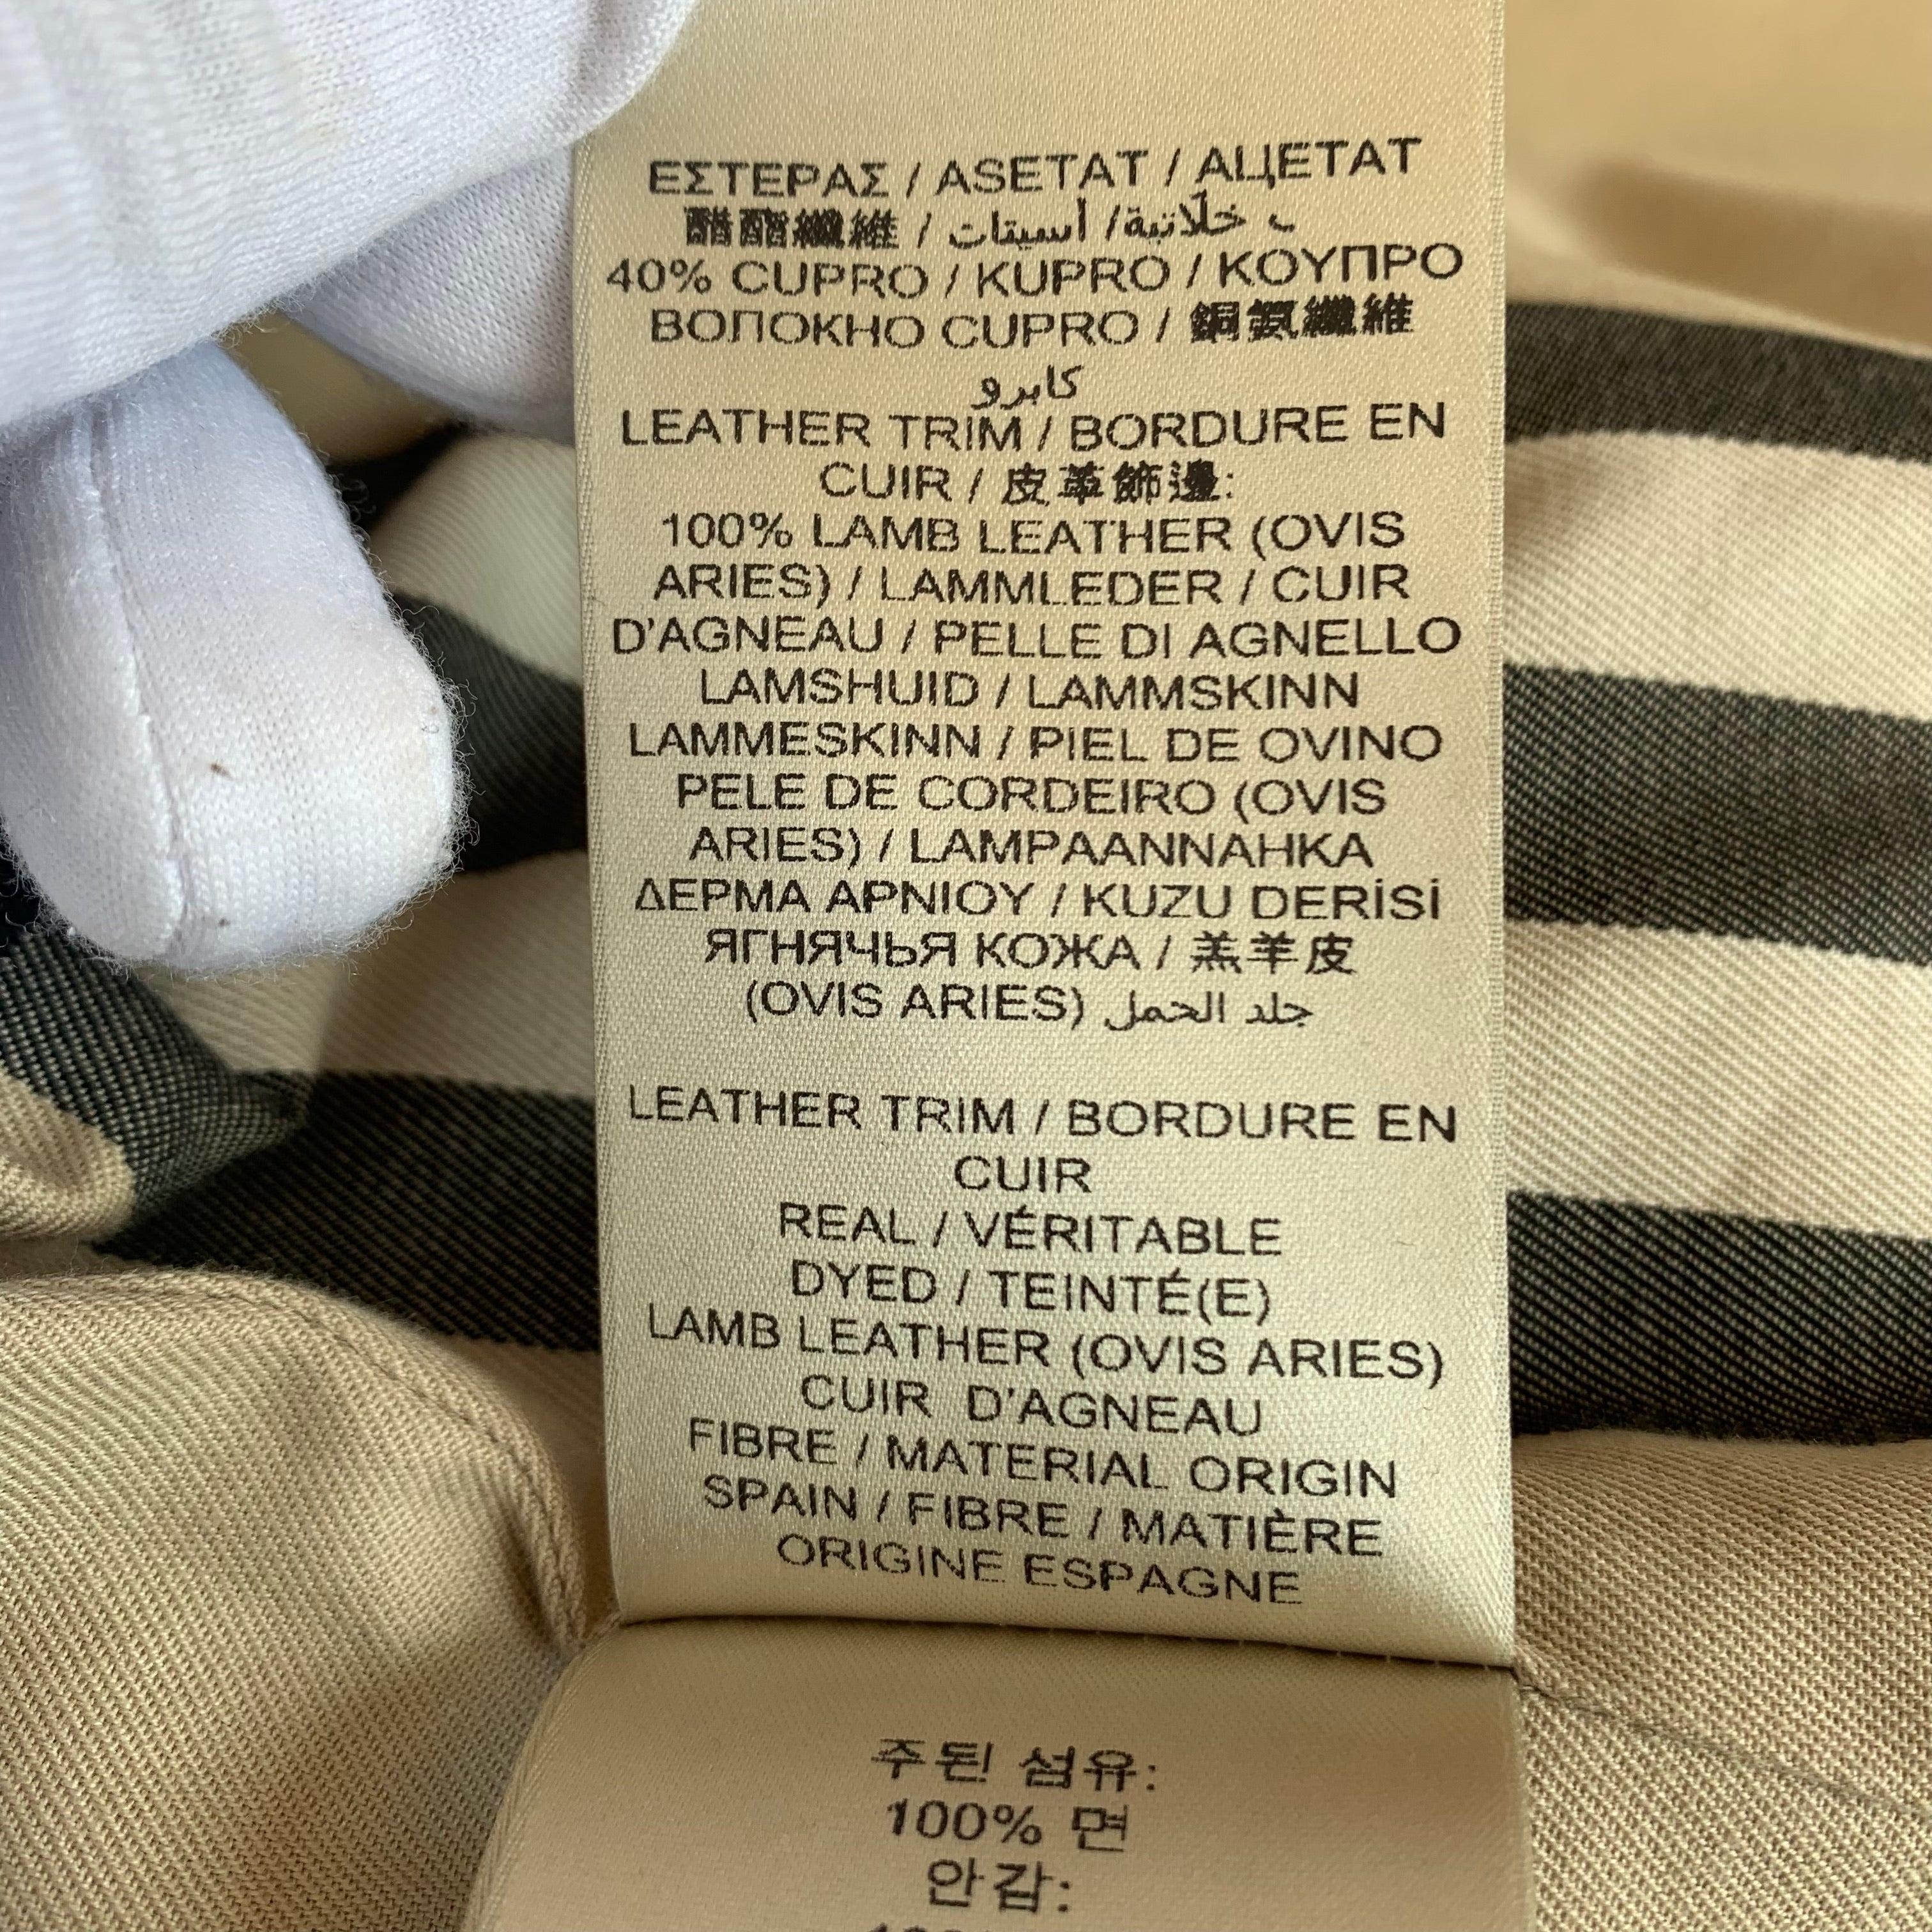 ΕΣΤΕΡΑΣ / ASETAT / АЦЕТАТ
醋酯纖維 / أسيتات /خلّاتية
40% CUPRO / KUPRO / ΚΟΥΠΡΟ
ВОЛОКНО CUPRO / 銅氨纖維
كابرو
LEATHER TRIM / BORDURE EN
CUIR / 皮革飾邊:
100% LAMB LEATHER (OVIS
ARIES) / LAMMLEDER / CUIR
D'AGNEAU / PELLE DI AGNELLO
LAMSHUID / LAMMSKINN
LAMMESKINN / PIEL DE OVINO
PELE DE CORDEIRO (OVIS
ARIES) / LAMPAANNAHKA
ΔΕΡΜΑ ΑΡΝΙΟΥ / KUZU DERİSİ
ЯГНЯЧЬЯ КОЖА / 羔羊皮
(OVIS ARIES) جلد الحمل
LEATHER TRIM / BORDURE EN
CUIR
REAL / VÉRITABLE
DYED / TEINTÉ(E)
LAMB LEATHER (OVIS ARIES)
CUIR D'AGNEAU
FIBRE / MATERIAL ORIGIN
SPAIN / FIBRE / MATIÈRE
ORIGINE ESPAGNE
주된 섬유:
100% 면
안감: